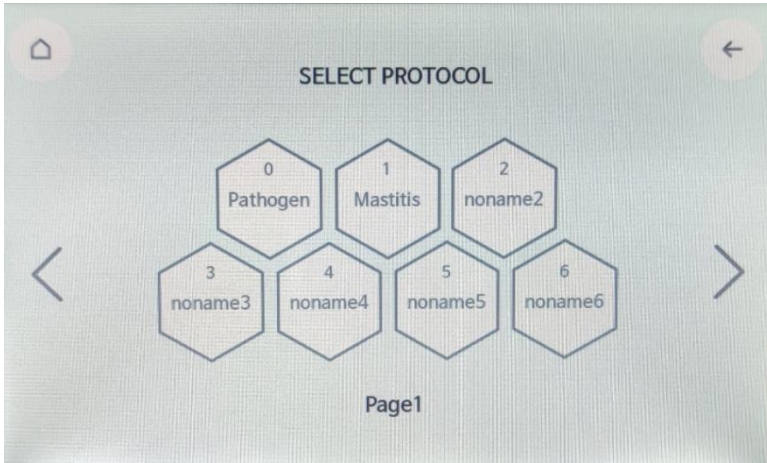 SELECT PROTOCOL
0 1 2
Pathogen Mastitis noname2
3 4 5 6
noname3 noname4 noname5 noname6
Page1